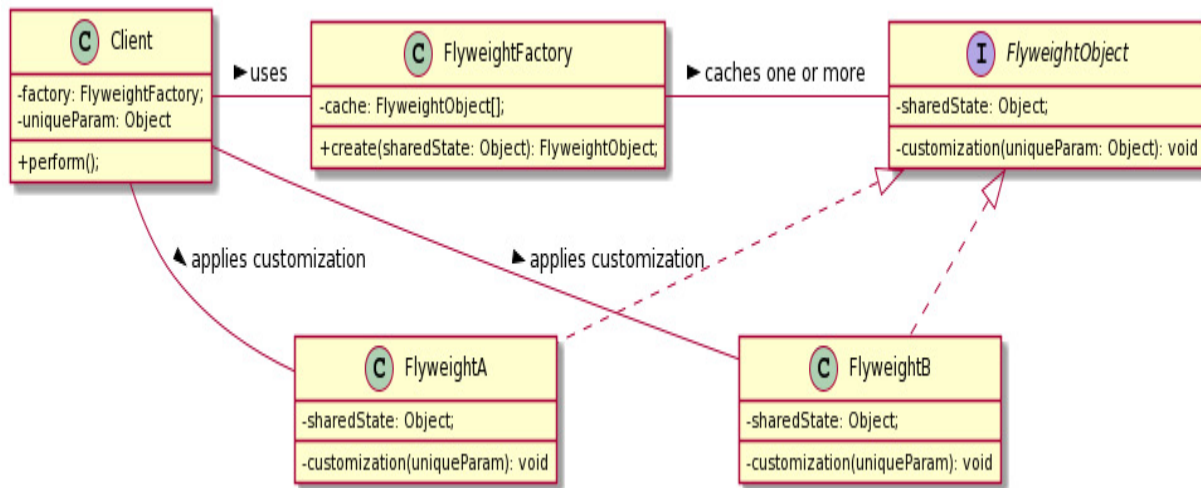 C Client
-factory: FlyweightFactory;
-uniqueParam: Object
+perform();
▶ uses
C FlyweightFactory
-cache: FlyweightObject[];
+create(sharedState: Object): FlyweightObject;
▶ caches one or more
I FlyweightObject
-sharedState: Object;
-customization(uniqueParam: Object): void
applies customization
applies customization
C FlyweightA
-sharedState: Object;
-customization(uniqueParam): void
C FlyweightB
-sharedState: Object;
-customization(uniqueParam): void